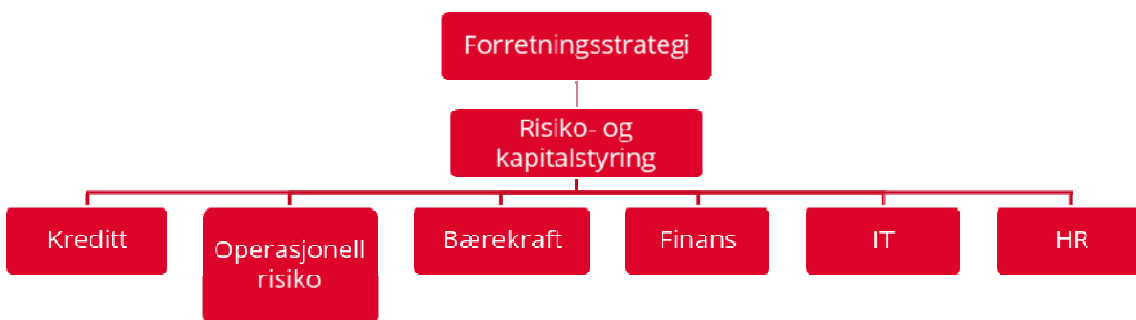 Forretningsstrategi
Risiko- og
kapitalstyring
Kreditt
Operasjonell
risiko
Bærekraft
Finans
IT
HR